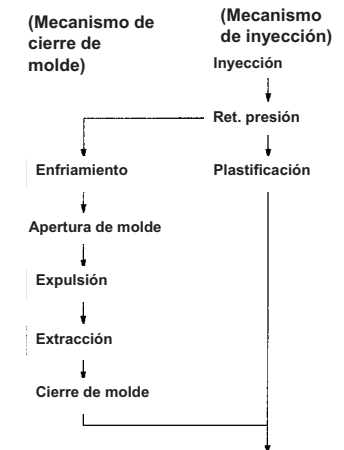 (Mecanismo de
cierre de
molde)
(Mecanismo
de inyección)
Inyección
Ret. presión
Enfriamiento
Plastificación
Apertura de molde
Expulsión
Extracción
Cierre de molde